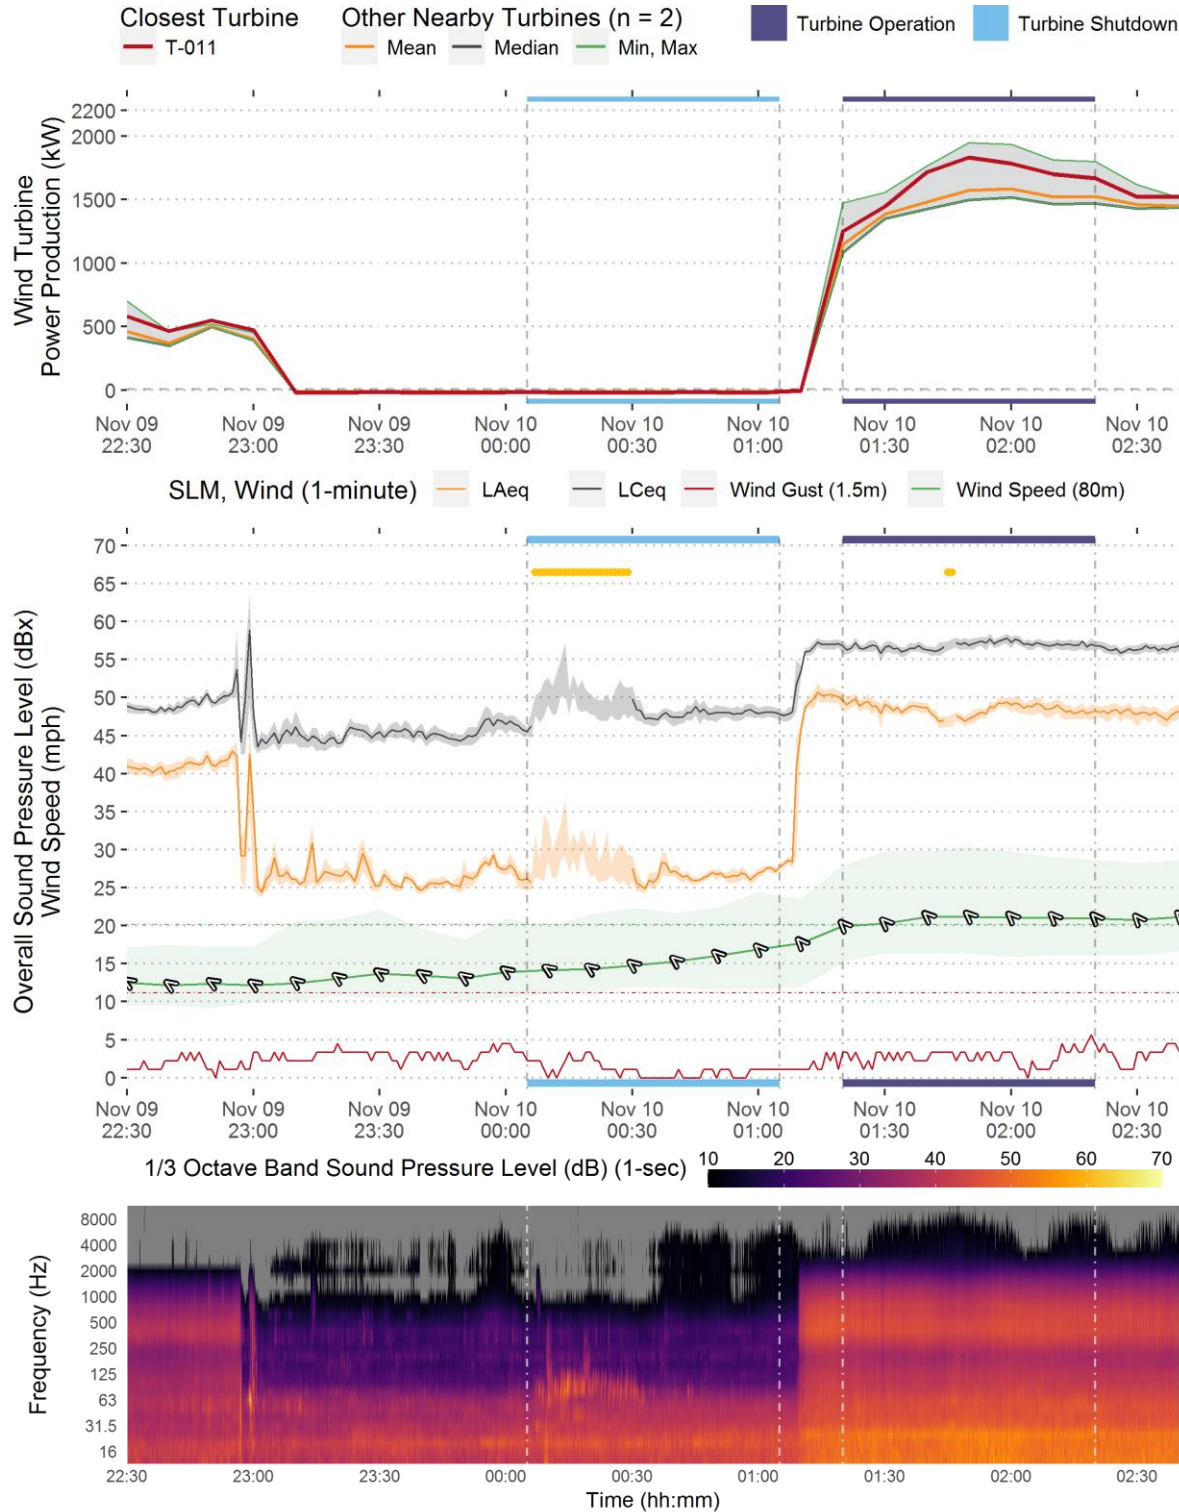 Closest Turbine
T-011
Other Nearby Turbines (n = 2)
Mean
Median
Min, Max
Turbine Operation
Turbine Shutdown
Wind Turbine
Power Production (kW)
2200
2000
1500
1000
500
0
Nov 09 22:30
Nov 09 23:00
Nov 09 23:30
Nov 10 00:00
Nov 10 00:30
Nov 10 01:00
Nov 10 01:30
Nov 10 02:00
Nov 10 02:30
SLM, Wind (1-minute)
LAeq
LCeq
Wind Gust (1.5m)
Wind Speed (80m)
Overall Sound Pressure Level (dBx)
Wind Speed (mph)
70
65
60
55
50
45
40
35
30
25
20
15
10
5
0
Nov 09 22:30
Nov 09 23:00
Nov 09 23:30
Nov 10 00:00
Nov 10 00:30
Nov 10 01:00
Nov 10 01:30
Nov 10 02:00
Nov 10 02:30
1/3 Octave Band Sound Pressure Level (dB) (1-sec)
10 20 30 40 50 60 70
Frequency (Hz)
8000
4000
2000
1000
500
250
125
63
31.5
16
22:30 23:00 23:30 00:00 00:30 01:00 01:30 02:00 02:30
Time (hh:mm)